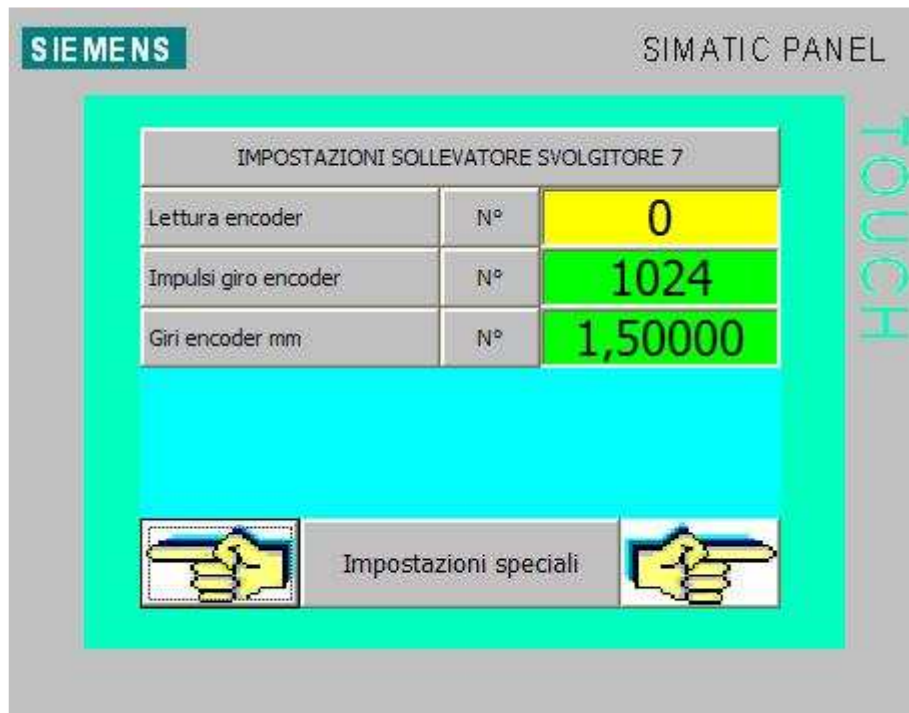 SIEMENS
SIMATIC PANEL
TOUCH
IMPOSTAZIONI SOLLEVATORE SVOLGITORE 7
Lettura encoder N° 0
Impulsi giro encoder N° 1024
Giri encoder mm N° 1,50000
Impostazioni speciali